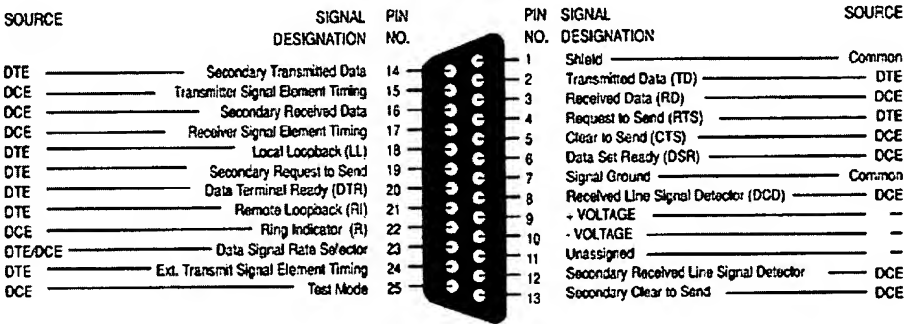 SOURCE SIGNAL PIN
DESIGNATION NO.
DTE Secondary Transmitted Data 14
DCE Transmitter Signal Element Timing 15
DCE Secondary Received Data 16
DCE Receiver Signal Element Timing 17
DTE Local Loopback (LL) 18
DTE Secondary Request to Send 19
DTE Data Terminal Ready (DTR) 20
DTE Remote Loopback (RI) 21
DCE Ring Indicator (R) 22
DTE/DCE Data Signal Rate Selector 23
DTE Ext. Transmit Signal Element Timing 24
DCE Test Mode 25
PIN SIGNAL SOURCE
NO. DESIGNATION
1 Shield Common
2 Transmitted Data (TD) DTE
3 Received Data (RD) DCE
4 Request to Send (RTS) DTE
5 Clear to Send (CTS) DCE
6 Data Set Ready (DSR) DCE
7 Signal Ground Common
8 Received Line Signal Detector (DCD) DCE
9 + VOLTAGE –
10 - VOLTAGE –
11 Unassigned –
12 Secondary Received Line Signal Detector DCE
13 Secondary Clear to Send DCE